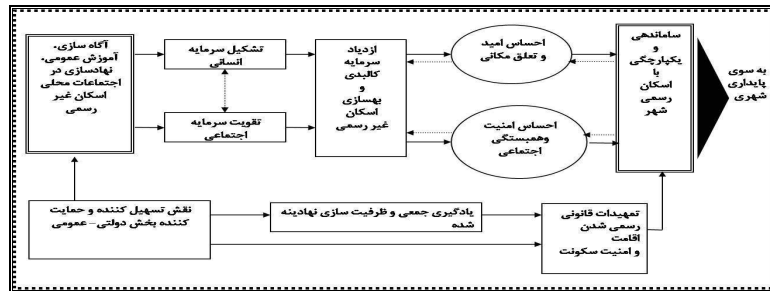 آگاه سازی،
آموزش عمومی،
نهادسازی در
اجتماعات محلی
اسکان غیر
رسمی
تشکیل سرمایه
انسانی
تقویت سرمایه
اجتماعی
ازدیاد
سرمایه
کالبدی
و
بهسازی
اسکان
غیر رسمی
احساس امید
و تعلق مکانی
احساس امنیت
وهمبستگی
اجتماعی
ساماندهی
و
یکپارچگی
با
اسکان
رسمی
شهر
به سوی
پایداری
شهری
نقش تسهیل کننده و حمایت
کننده بخش دولتی- عمومی
یادگیری جمعی و ظرفیت سازی نهادینه
شده
تمهیدات قانونی
رسمی شدن
اقامت
و امنیت سکونت